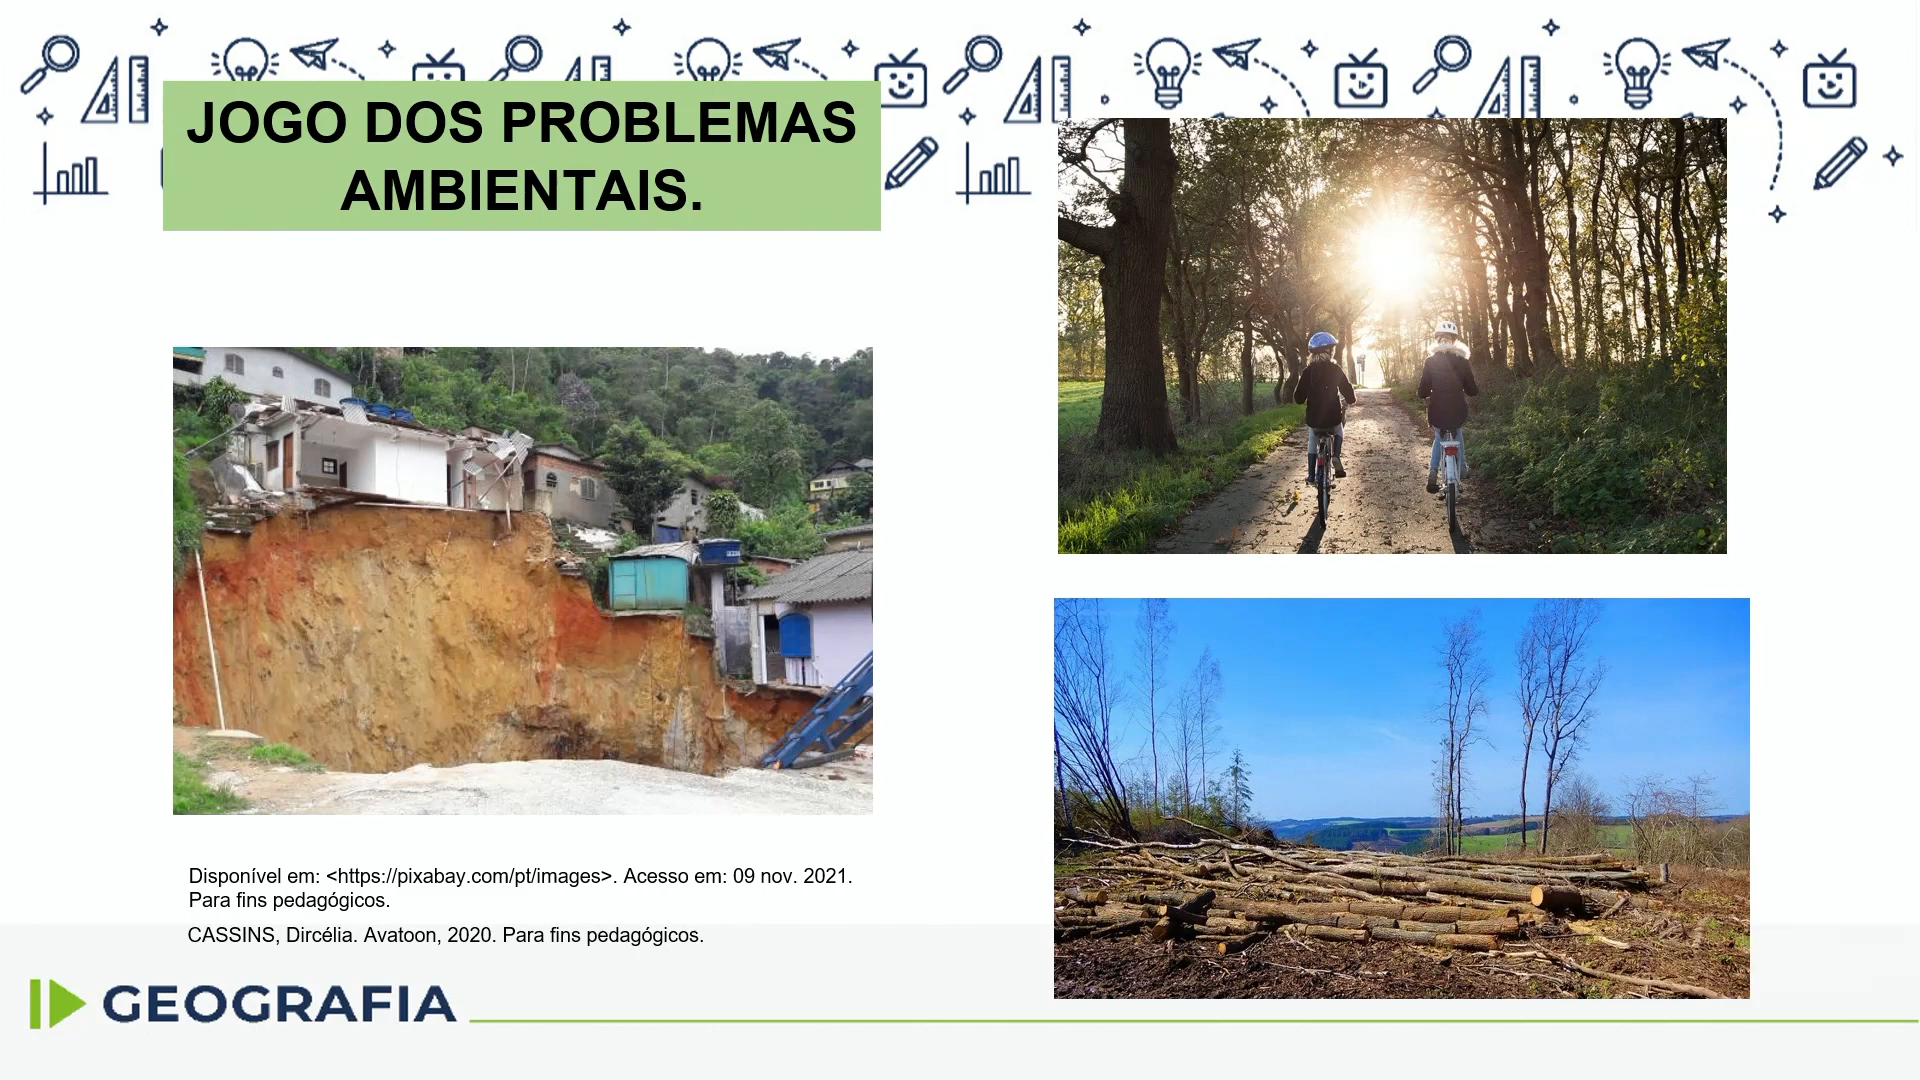 JOGO DOS PROBLEMAS
AMBIENTAIS.
Disponível em: <https://pixabay.com/pt/images>. Acesso em: 09 nov. 2021.
Para fins pedagógicos.
CASSINS, Dircélia. Avatoon, 2020. Para fins pedagógicos.
GEOGRAFIA